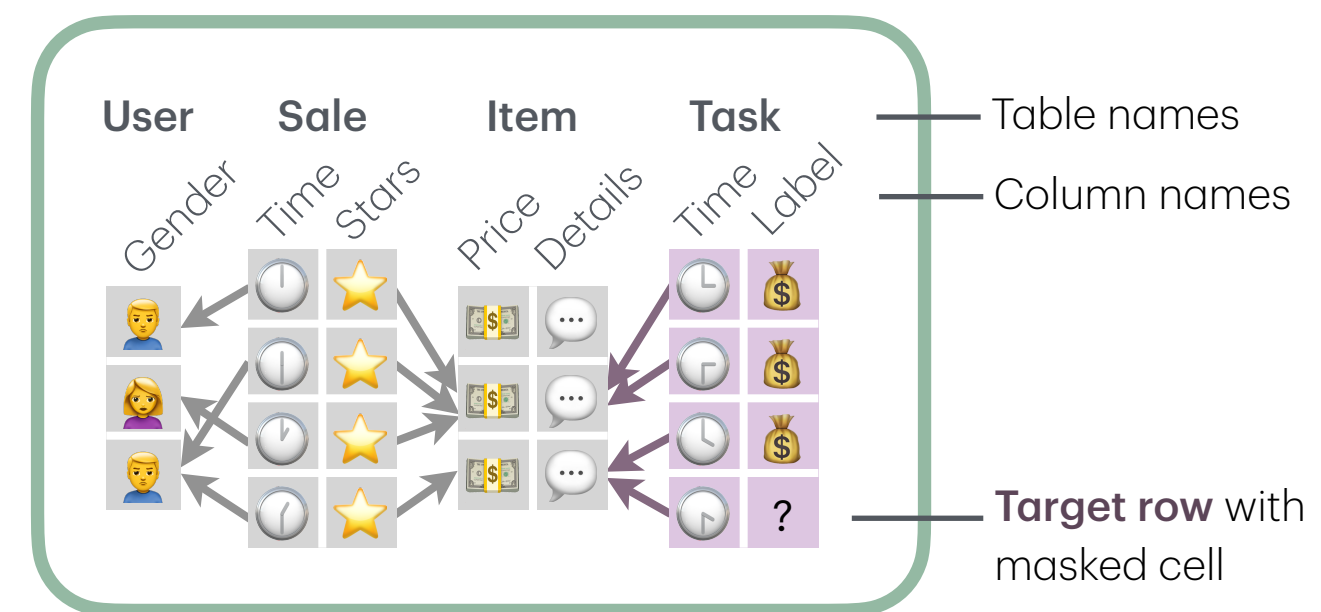 User Sale Item Task
Table names
Gender Time Stars Price Details Time Label
Column names
?
Target row with
masked cell